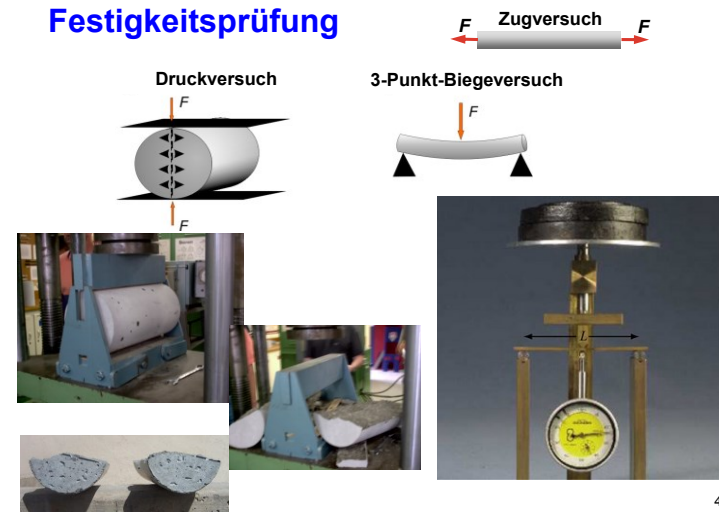 Festigkeitsprüfung
Zugversuch
F
F
Druckversuch
3-Punkt-Biegeversuch
F
F
F
L
4